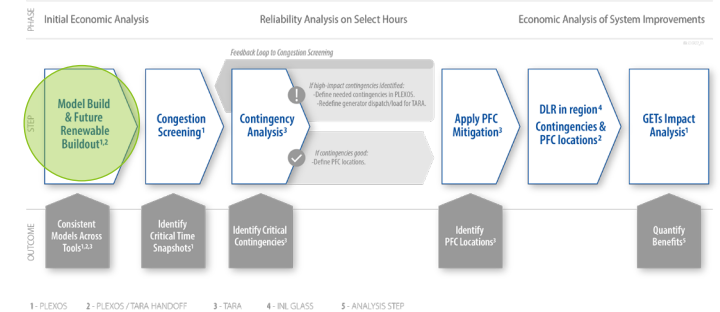 PHASE
Initial Economic Analysis
Reliability Analysis on Select Hours
Economic Analysis of System Improvements
Feedback Loop to Congestion Screening
STEP
Model Build
& Future
Renewable
Buildout1,2
Congestion
Screening1
Contingency
Analysis3
!
If high-impact contingencies identified:
-Define needed contingencies in PLEXOS.
-Redefine generator dispatch/load for TARA.
If contingencies good:
-Define PFC locations.
Apply PFC
Mitigation3
DLR in region4
Contingencies &
PFC locations2
GETs Impact
Analysis1
OUTCOME
Consistent
Models Across
Tools1,2,3
Identify
Critical Time
Snapshots1
Identify Critical
Contingencies3
Identify
PFC Locations3
Quantify
Benefits5
1 - PLEXOS
2 - PLEXOS / TARA HANDOFF
3 - TARA
4 - INL GLASS
5 - ANALYSIS STEP